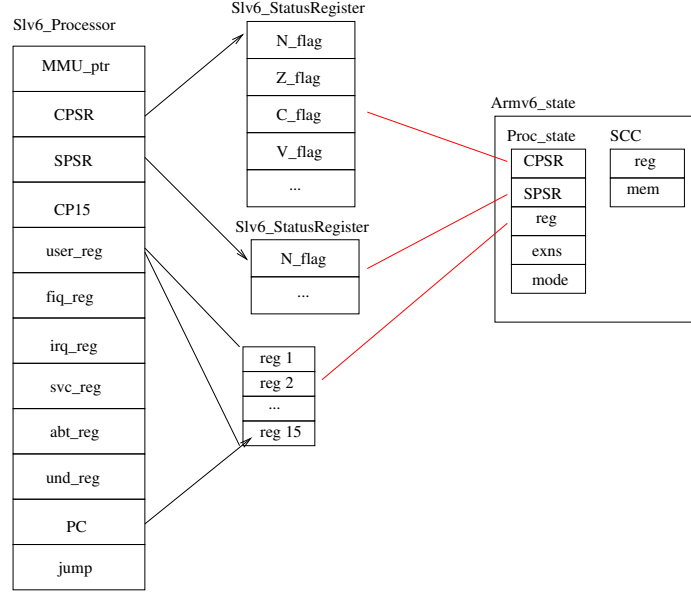 Slv6_Processor
MMU_ptr
CPSR
SPSR
CP15
user_reg
fiq_reg
irq_reg
svc_reg
abt_reg
und_reg
PC
jump
Slv6_StatusRegister
N_flag
Z_flag
C_flag
V_flag
...
Slv6_StatusRegister
N_flag
...
reg 1
reg 2
...
reg 15
Armv6_state
Proc_state
CPSR
SPSR
reg
exns
mode
SCC
reg
mem